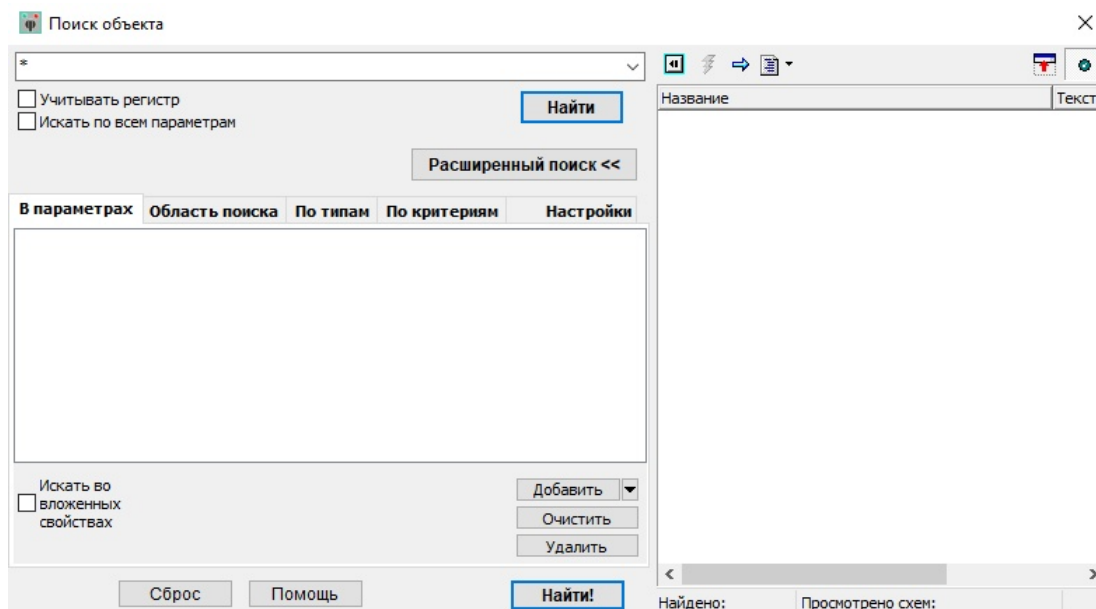 Поиск объекта
*
Учитывать регистр
Искать по всем параметрам
Найти
Расширенный поиск <<
В параметрах Область поиска По типам По критериям Настройки
Искать во
вложенных
свойствах
Добавить
Очистить
Удалить
Сброс Помощь Найти!
Название Текст
Найдено: Просмотрено схем: